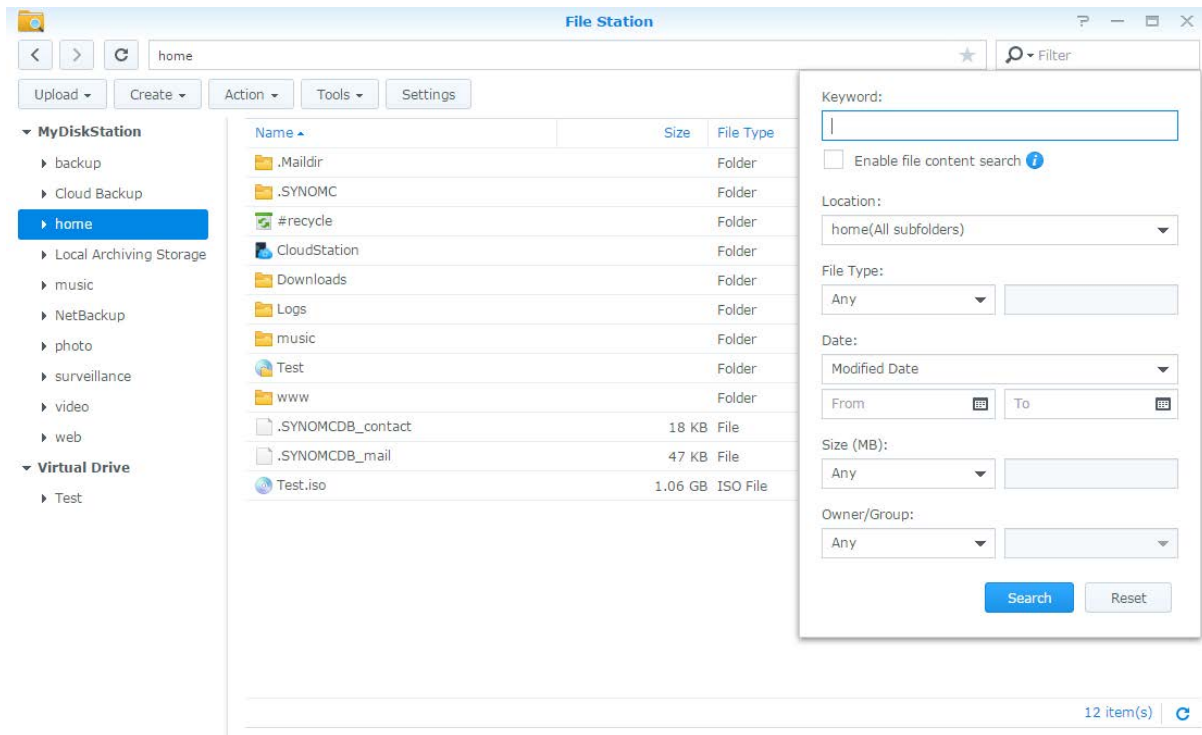 File Station
home
Filter
Upload Create Action Tools Settings
MyDiskStation
backup
Cloud Backup
home
Local Archiving Storage
music
NetBackup
photo
surveillance
video
web
Virtual Drive
Test
Name Size File Type
.Maildir Folder
.SYNOMC Folder
#recycle Folder
CloudStation Folder
Downloads Folder
Logs Folder
music Folder
Test Folder
www Folder
.SYNOMCDB_contact 18 KB File
.SYNOMCDB_mail 47 KB File
Test.iso 1.06 GB ISO File
Keyword:
Enable file content search
Location:
home(All subfolders)
File Type:
Any
Date:
Modified Date
From To
Size (MB):
Any
Owner/Group:
Any
Search Reset
12 item(s)